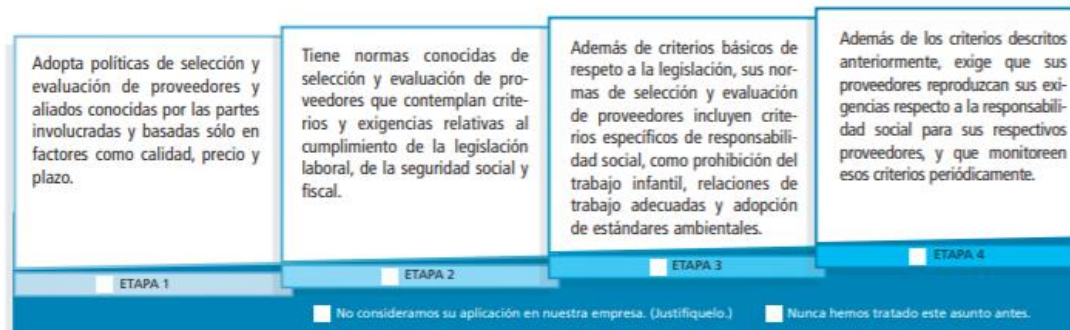 Adopta políticas de selección y
evaluación de proveedores y
aliados conocidas por las partes
involucradas y basadas sólo en
factores como calidad, precio y
plazo.
ETAPA 1
Tiene normas conocidas de
selección y evaluación de pro-
veedores que contemplan crite-
rios y exigencias relativas al
cumplimiento de la legislación
laboral, de la seguridad social y
fiscal.
ETAPA 2
Además de criterios básicos de
respeto a la legislación, sus nor-
mas de selección y evaluación
de proveedores incluyen crite-
rios específicos de responsabili-
dad social, como prohibición del
trabajo infantil, relaciones de
trabajo adecuadas y adopción
de estándares ambientales.
ETAPA 3
Además de los criterios descritos
anteriormente, exige que sus
proveedores reproduzcan sus exi-
gencias respecto a la responsabili-
dad social para sus respectivos
proveedores, y que monitoreen
esos criterios periódicamente.
ETAPA 4
No consideramos su aplicación en nuestra empresa. (Justifíquelo.)
Nunca hemos tratado este asunto antes.